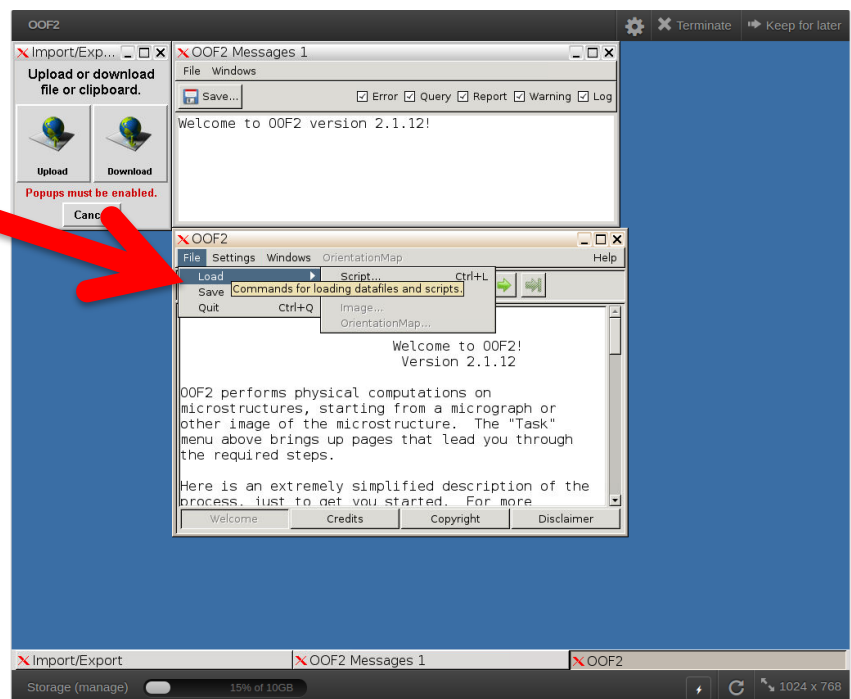 OOF2
Terminate
Keep for later
Import/Exp...
Upload or download
file or clipboard.
Upload
Download
Popups must be enabled.
OOF2 Messages 1
File Windows
Save...
Error Query Report Warning Log
Welcome to OOF2 version 2.1.12!
OOF2
File Settings Windows OrientationMap Help
Load
Save
Quit Ctrl+Q
Script... Ctrl+L
Commands for loading datafiles and scripts.
Image...
OrientationMap...
Welcome to OOF2!
Version 2.1.12
OOF2 performs physical computations on
microstructures, starting from a micrograph or
other image of the microstructure. The "Task"
menu above brings up pages that lead you through
the required steps.
Here is an extremely simplified description of the
process, just to get you started. For more
Welcome Credits Copyright Disclaimer
Import/Export
OOF2 Messages 1
OOF2
Storage (manage)
15% of 10GB
1024 x 768